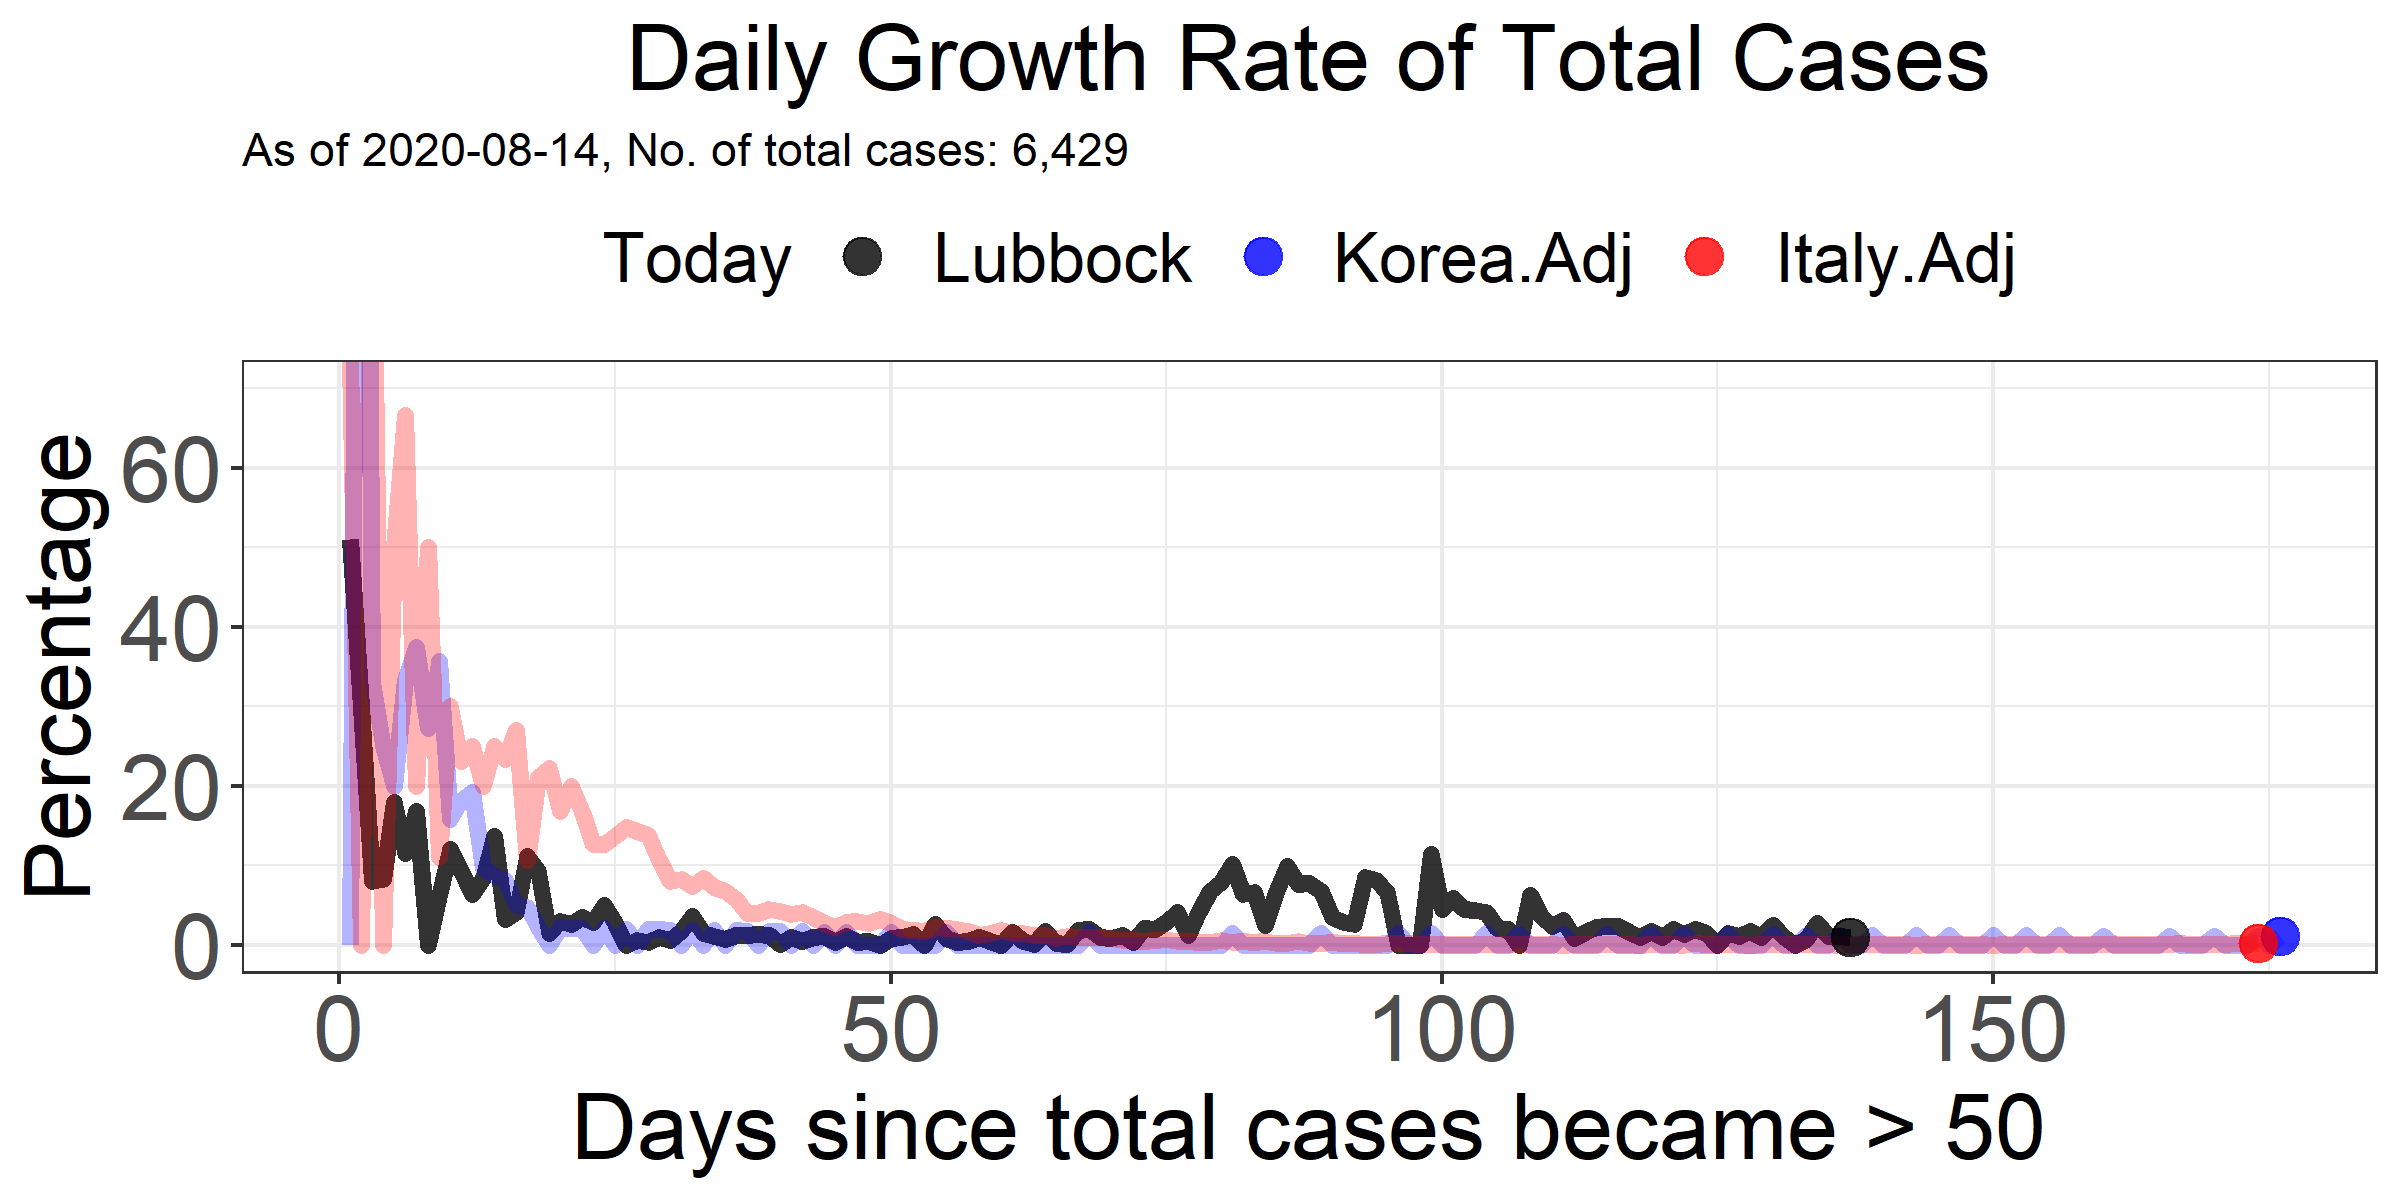 Daily Growth Rate of Total Cases
As of 2020-08-14, No. of total cases: 6,429
Today Lubbock Korea.Adj Italy.Adj
Percentage
60
40
20
0
0 50 100 150
Days since total cases became > 50